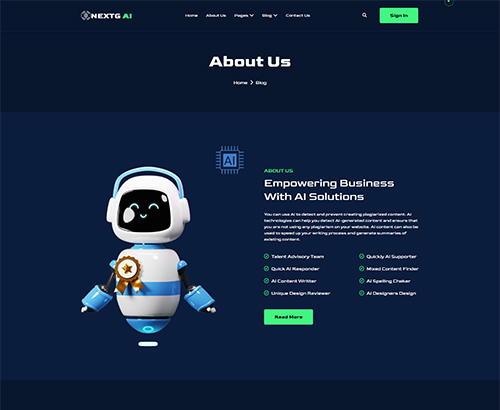 NEXTG AI
Home About Us Pages Blog Contact Us
Sign In
About Us
Home > Blog
AI
ABOUT US
Empowering Business
With AI Solutions
You can use AI to detect and prevent creating plagiarized content. AI
technologies can help you detect AI-generated content and ensure that
you are not using any plagiarism on your website. AI content can also be
used to speed up your writing process and generate summaries of
existing content.
Talent Advisory Team
Quickly AI Supporter
Quick AI Responder
Mixed Content Finder
AI Content Writter
AI Spelling Cheker
Unique Design Reviewer
AI Designers Design
Read More